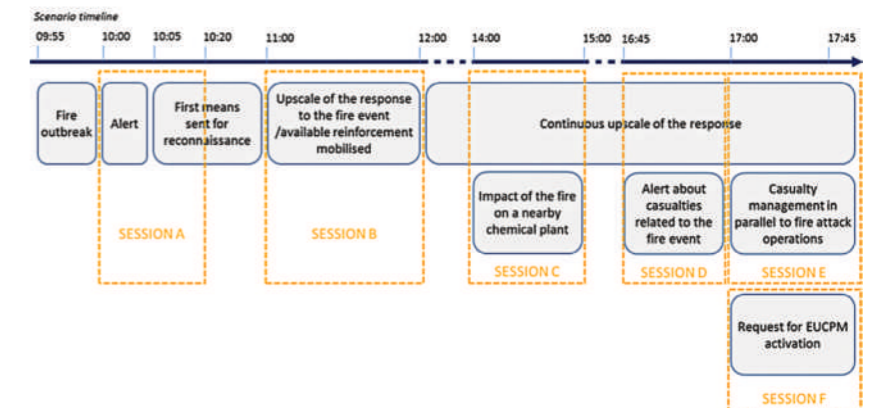 Scenario timeline
09:55 10:00 10:05 10:20 11:00 12:00 14:00 15:00 16:45 17:00 17:45
Fire
outbreak
Alert
First means
sent for
reconnaissance
Upscale of the response
to the fire event
/available reinforcement
mobilised
Continuous upscale of the response
Impact of the fire
on a nearby
chemical plant
Alert about
casualties
related to the
fire event
Casualty
management in
parallel to fire attack
operations
SESSION A
SESSION B
SESSION C
SESSION D
SESSION E
Request for EUCPM
activation
SESSION F